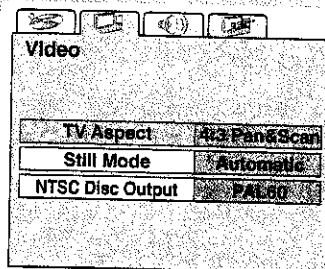 Video
TV Aspect 4:3 Pan&Scan
Still Mode Automatic
NTSC Disc Output PAL60